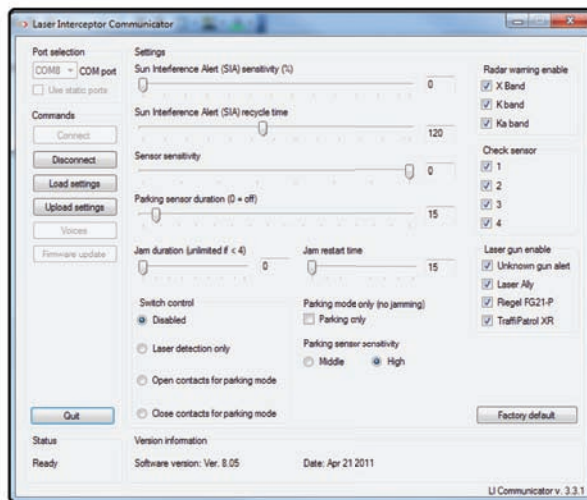 Laser Interceptor Communicator
Port selection
COM8 COM port
Use static ports
Commands
Connect
Disconnect
Load settings
Upload settings
Voices
Firmware update
Quit
Status
Ready
Settings
Sun Interference Alert (SIA) sensitivity (%)
0
Sun Interference Alert (SIA) recycle time
120
Sensor sensitivity
0
Parking sensor duration (0 = off)
15
Jam duration (unlimited if < 4)
0
Jam restart time
15
Switch control
Disabled
Laser detection only
Open contacts for parking mode
Close contacts for parking mode
Parking mode only (no jamming)
Parking only
Parking sensor sensitivity
Middle High
Radar warning enable
X Band
K band
Ka band
Check sensor
1
2
3
4
Laser gun enable
Unknown gun alert
Laser Ally
Riegel FG21-P
TraffiPatrol XR
Factory default
Version information
Software version: Ver. 8.05 Date: Apr 21 2011
LI Communicator v. 3.3.1